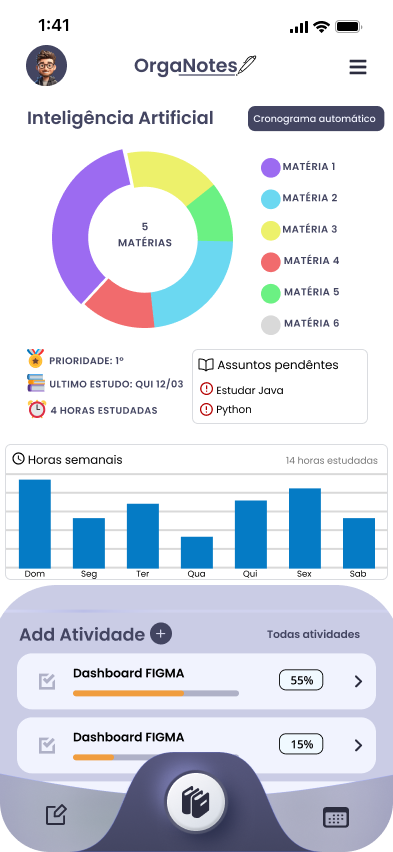 1:41
OrgaNotes
Inteligência Artificial
Cronograma automático
5
MATÉRIAS
MATÉRIA 1
MATÉRIA 2
MATÉRIA 3
MATÉRIA 4
MATÉRIA 5
MATÉRIA 6
PRIORIDADE: 1º
ULTIMO ESTUDO: QUI 12/03
4 HORAS ESTUDADAS
Assuntos pendêntes
Estudar Java
Python
Horas semanais
14 horas estudadas
Dom Seg Ter Qua Qui Sex Sab
Add Atividade
Todas atividades
Dashboard FIGMA
55%
Dashboard FIGMA
15%